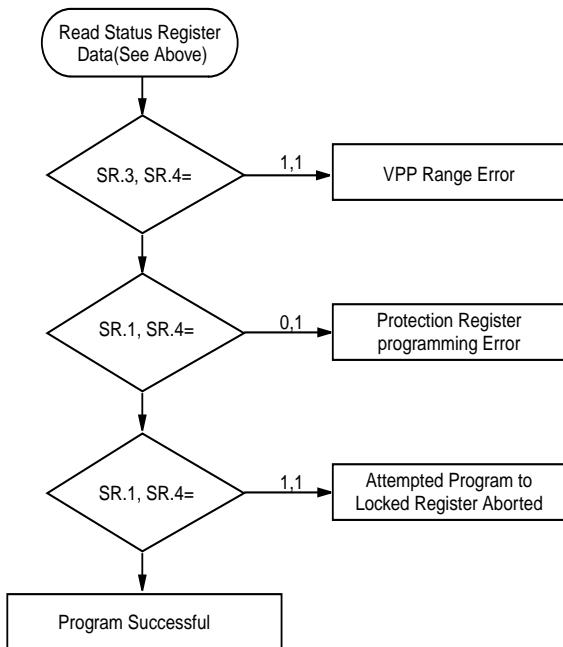 Read Status Register
Data(See Above)
SR.3, SR.4=
1,1
VPP Range Error
SR.1, SR.4=
0,1
Protection Register
programming Error
SR.1, SR.4=
1,1
Attempted Program to
Locked Register Aborted
Program Successful